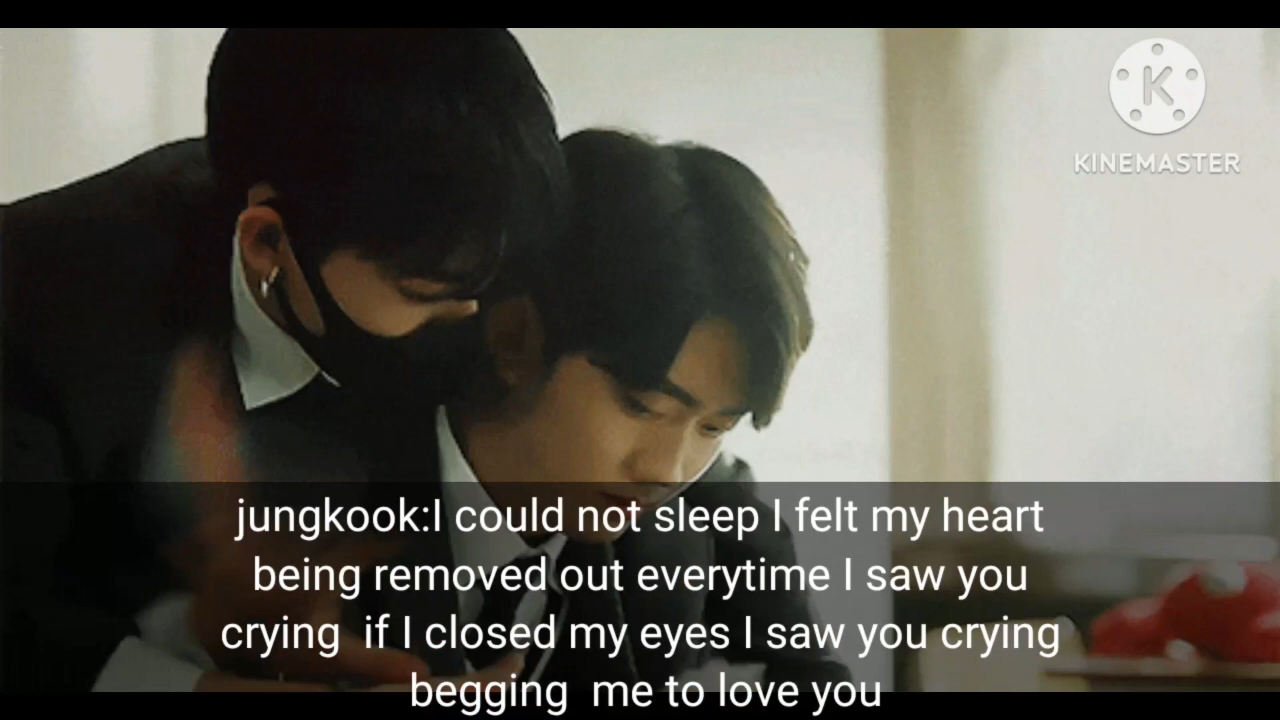 KINEMASTER
jungkook:I could not sleep I felt my heart
being removed out everytime I saw you
crying  if I closed my eyes I saw you crying
begging  me to love you